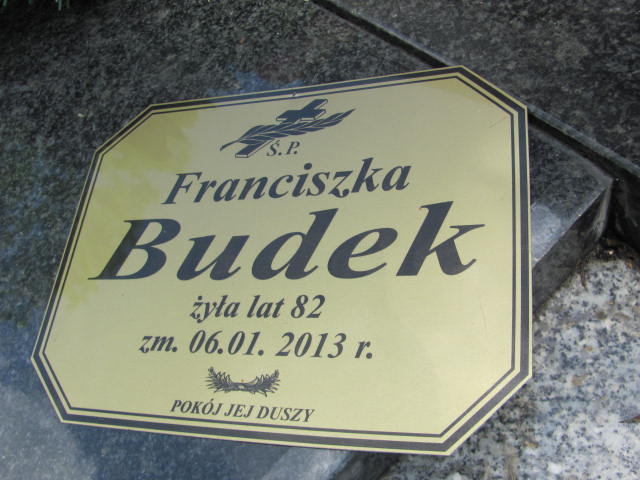 Ś.P.
Franciszka
Budek
żyła lat 82
zm. 06.01. 2013 r.
POKÓJ JEJ DUSZY